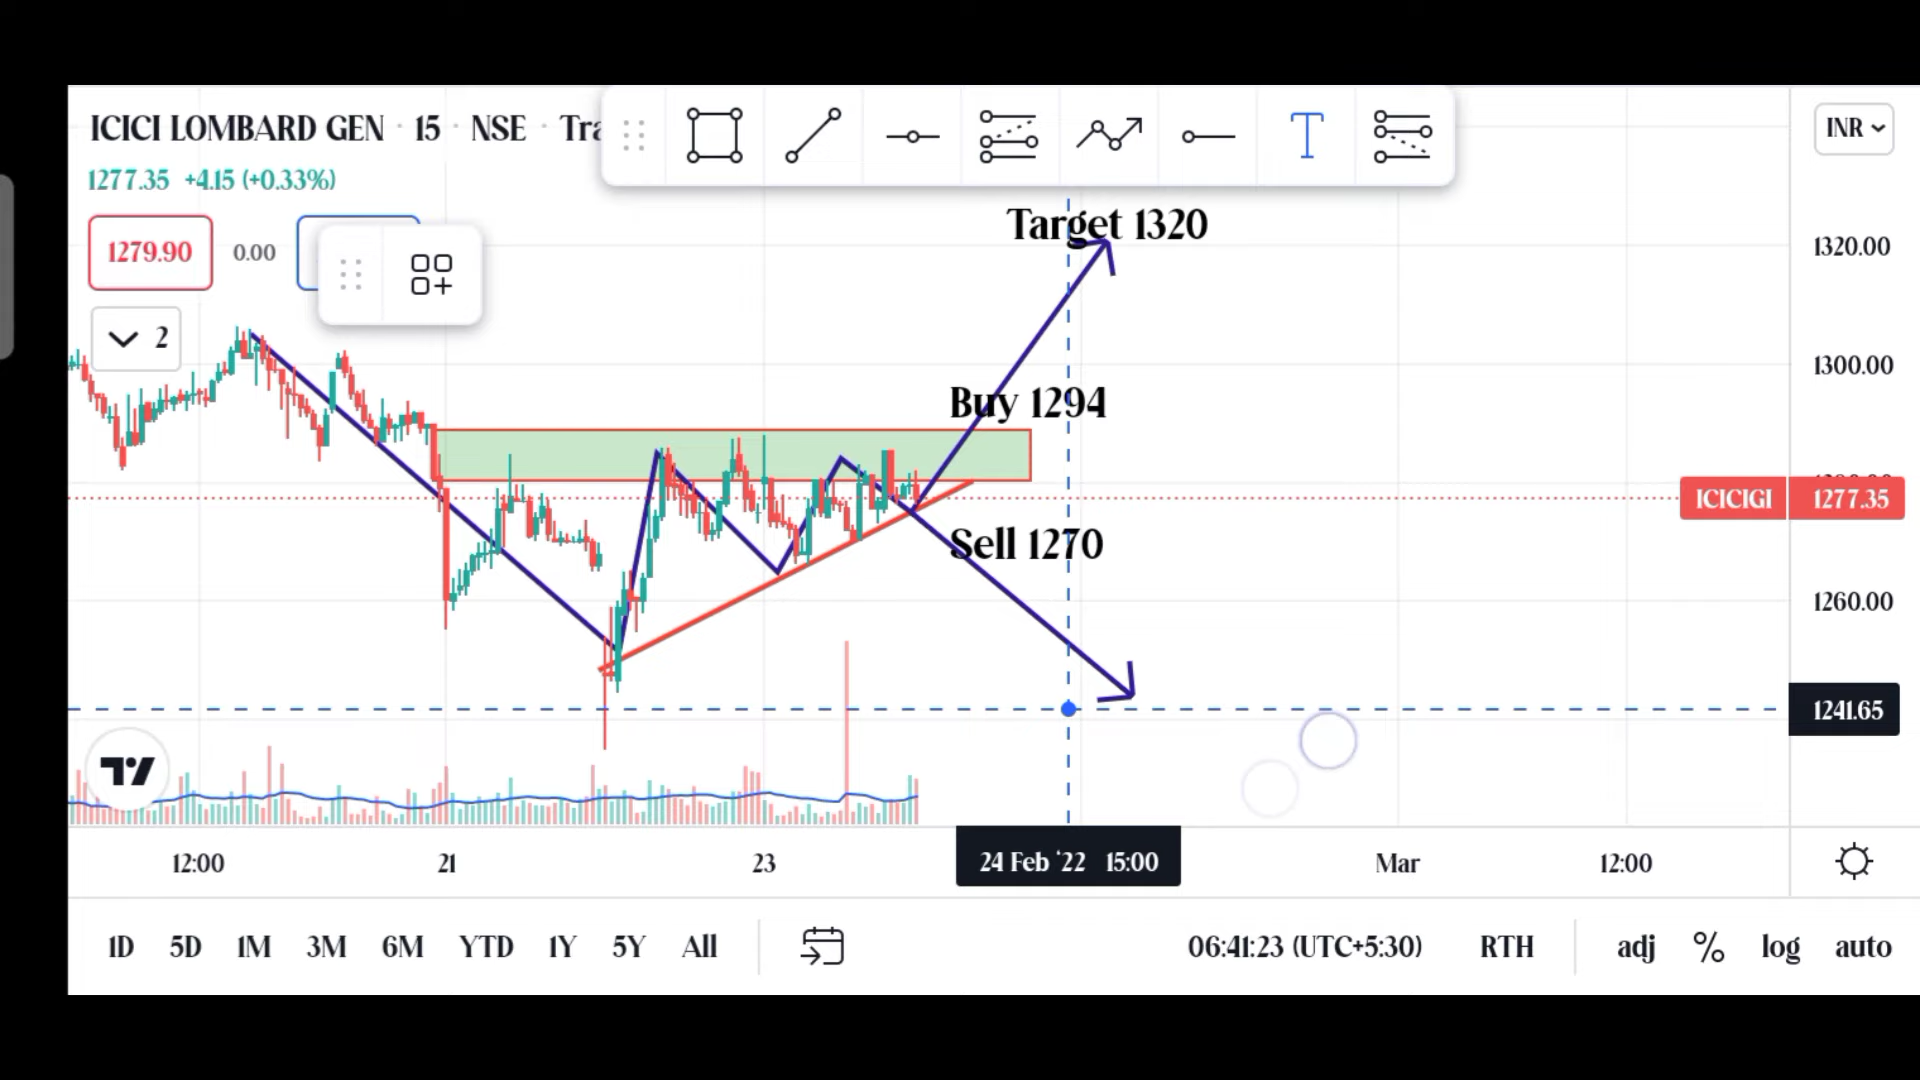 ICICI LOMBARD GEN · 15 · NSE · Tra
1277.35 +4.15 (+0.33%)
1279.90
0.00
2
INR
Target 1320
Buy 1294
Sell 1270
1320.00
1300.00
ICICIGI 1277.35
1260.00
1241.65
12:00 21 23 24 Feb '22 15:00 Mar 12:00
1D 5D 1M 3M 6M YTD 1Y 5Y All 06:41:23 (UTC+5:30) RTH adj % log auto